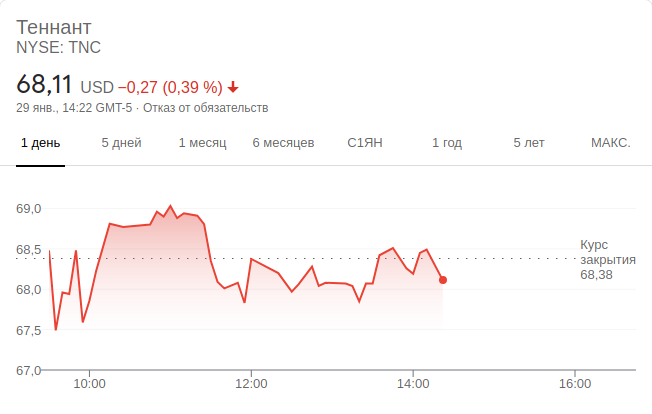 Теннант
NYSE: TNC
68,11 USD −0,27 (0,39 %)
29 янв., 14:22 GMT-5 · Отказ от обязательств
1 день 5 дней 1 месяц 6 месяцев С1ЯН 1 год 5 лет МАКС.
69,0
68,5
68,0
67,5
67,0
Курс
закрытия
68,38
10:00 12:00 14:00 16:00